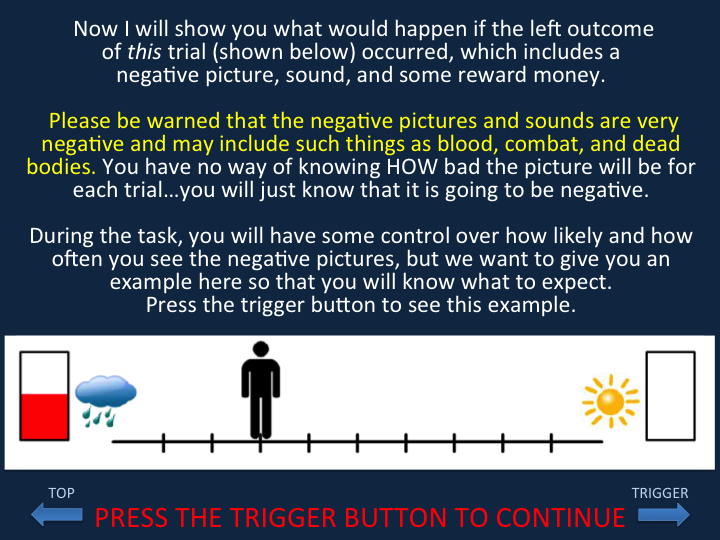 Now I will show you what would happen if the left outcome
of this trial (shown below) occurred, which includes a
negative picture, sound, and some reward money.
Please be warned that the negative pictures and sounds are very
negative and may include such things as blood, combat, and dead
bodies. You have no way of knowing HOW bad the picture will be for
each trial...you will just know that it is going to be negative.
During the task, you will have some control over how likely and how
often you see the negative pictures, but we want to give you an
example here so that you will know what to expect.
Press the trigger button to see this example.
TOP
TRIGGER
PRESS THE TRIGGER BUTTON TO CONTINUE